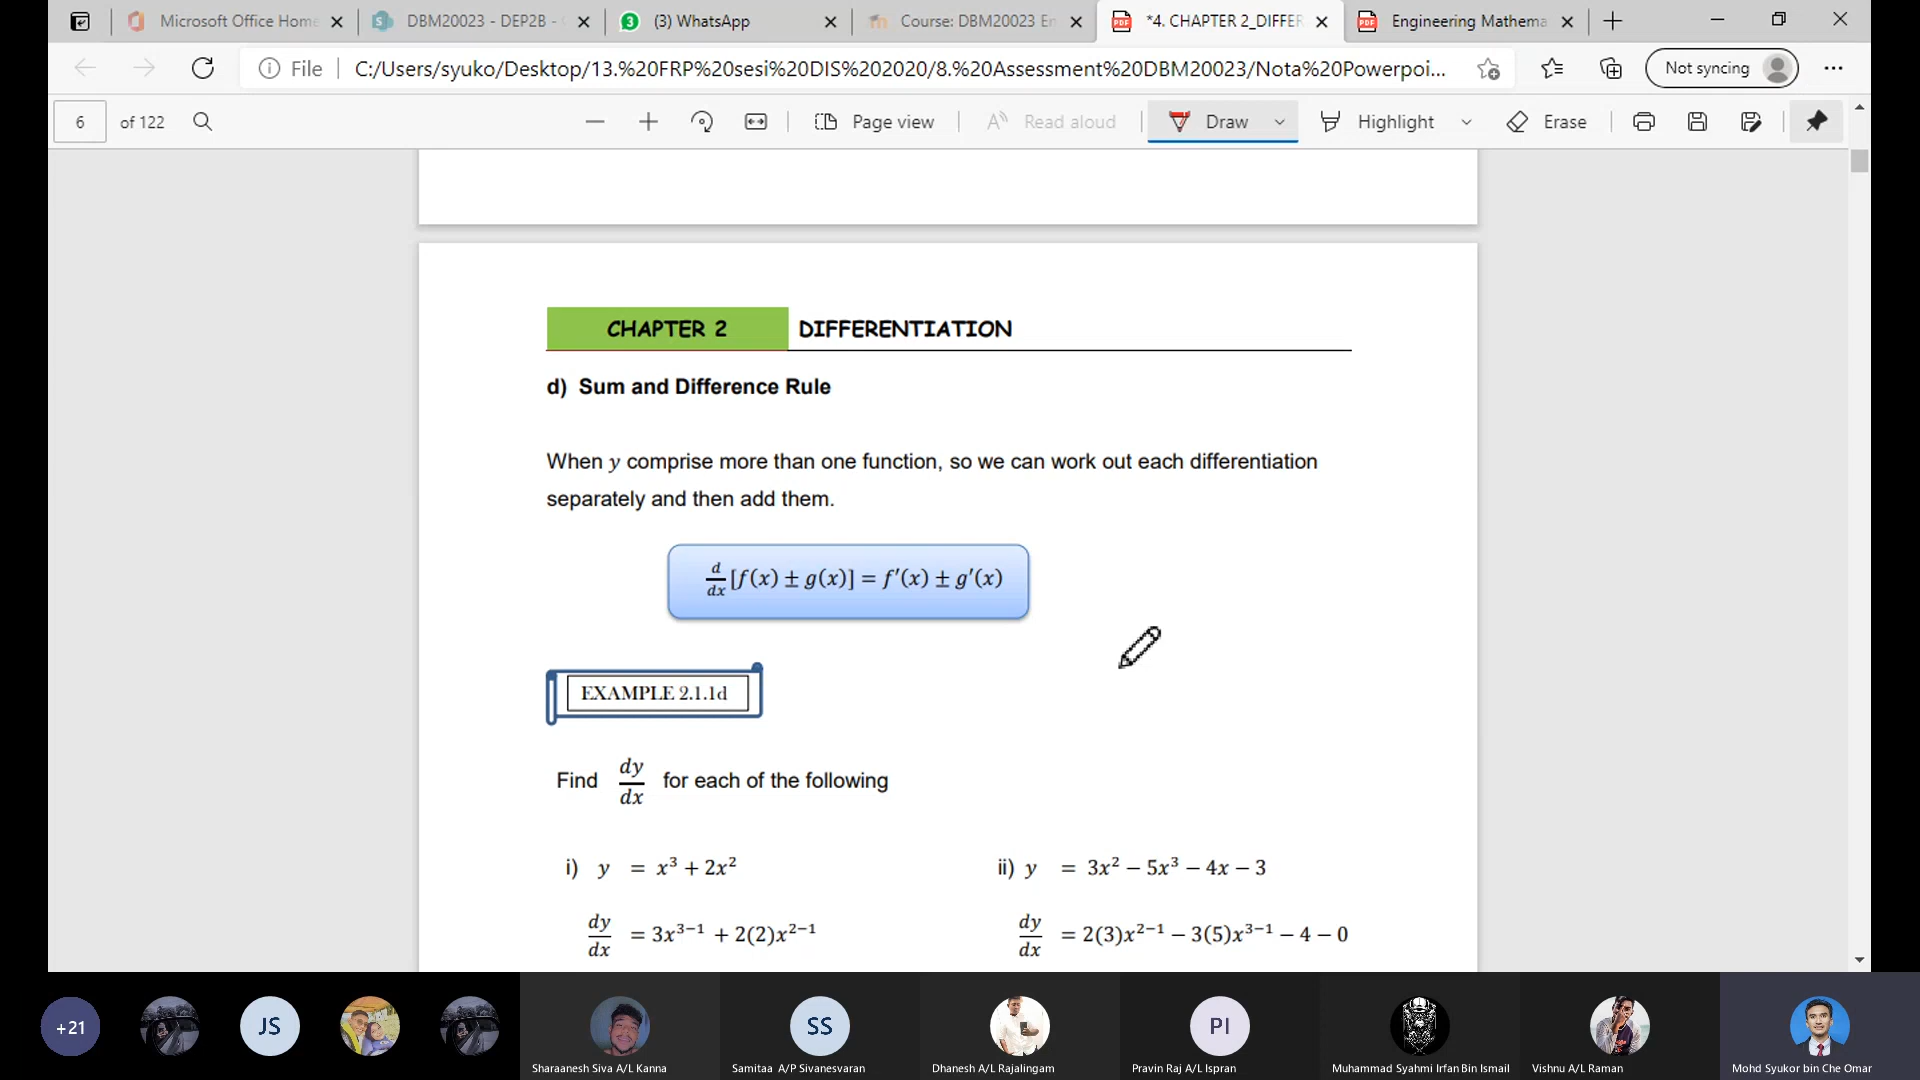 Microsoft Office Home
DBM20023 - DEP2B -
3
(3) WhatsApp
Course: DBM20023 En
*4. CHAPTER 2_DIFFER
Engineering Mathema
File
C:/Users/syuko/Desktop/13.%20FRP%20sesi%20DIS%202020/8.%20Assessment%20DBM20023/Nota%20Powerpoi...
Not syncing
6 of 122
Page view
Read aloud
Draw
Highlight
Erase
CHAPTER 2 DIFFERENTIATION
d) Sum and Difference Rule
When y comprise more than one function, so we can work out each differentiation
separately and then add them.
d/dx [f(x) ± g(x)] = f′(x) ± g′(x)
EXAMPLE 2.1.1d
Find dy/dx for each of the following
i) y = x³ + 2x²
ii) y = 3x² − 5x³ − 4x − 3
dy/dx = 3x³⁻¹ + 2(2)x²⁻¹
dy/dx = 2(3)x²⁻¹ − 3(5)x³⁻¹ − 4 − 0
+21
JS
SS
PI
Sharaanesh Siva A/L Kanna
Samitaa A/P Sivanesvaran
Dhanesh A/L Rajalingam
Pravin Raj A/L Ispran
Muhammad Syahmi Irfan Bin Ismail
Vishnu A/L Raman
Mohd Syukor bin Che Omar